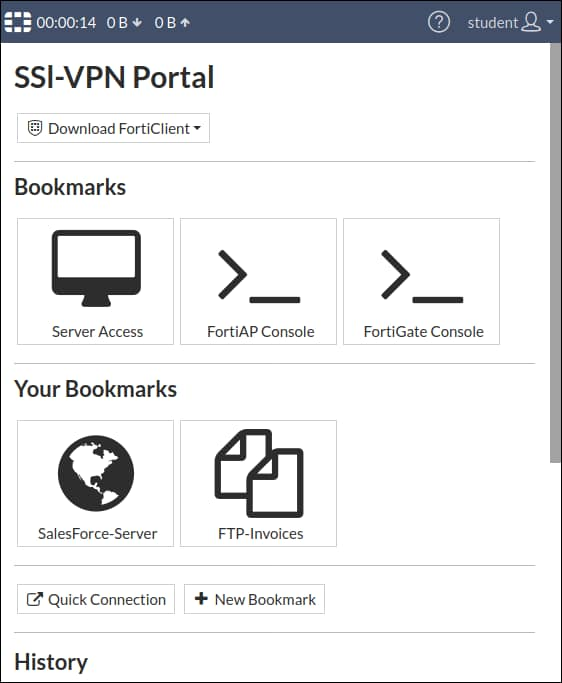 00:00:14 0 B 0 B student
SSl-VPN Portal
Download FortiClient
Bookmarks
Server Access FortiAP Console FortiGate Console
Your Bookmarks
SalesForce-Server FTP-Invoices
Quick Connection New Bookmark
History